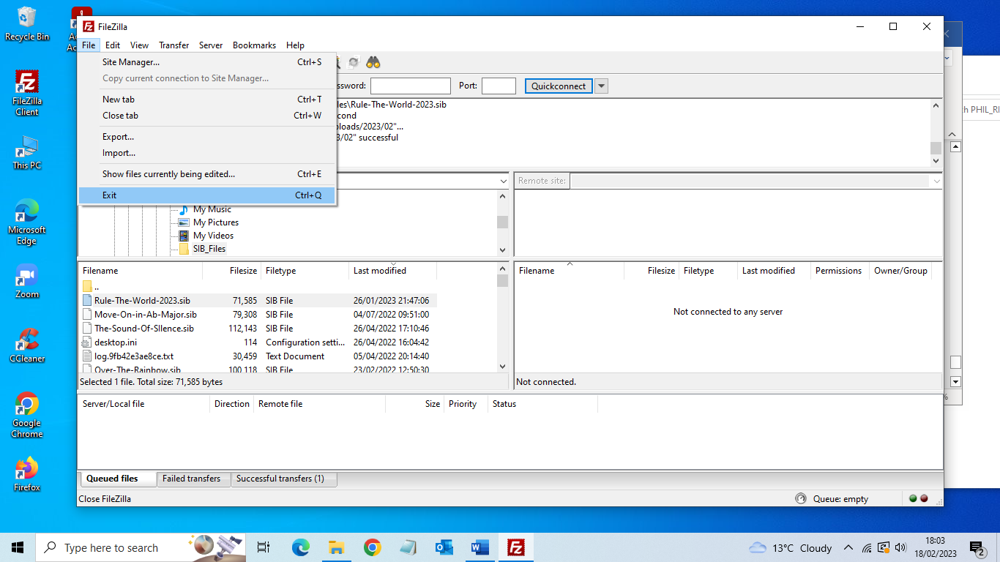 Recycle Bin
FileZilla
Client
This PC
Microsoft
Edge
Zoom
CCleaner
Google
Chrome
Firefox
FileZilla
File Edit View Transfer Server Bookmarks Help
Site Manager... Ctrl+S
Copy current connection to Site Manager...
New tab Ctrl+T
Close tab Ctrl+W
Export...
Import...
Show files currently being edited... Ctrl+E
Exit Ctrl+Q
Port: Quickconnect
\Rule-The-World-2023.sib
/2023/02"...
/02" successful
Remote site:
My Music
My Pictures
My Videos
SIB_Files
Filename Filesize Filetype Last modified
..
Rule-The-World-2023.sib 71,585 SIB File 26/01/2023 21:47:06
Move-On-in-Ab-Major.sib 79,308 SIB File 04/07/2022 09:51:00
The-Sound-Of-SIlence.sib 112,143 SIB File 26/04/2022 17:10:46
desktop.ini 114 Configuration setti... 26/04/2022 16:04:42
log.9fb42e3ae8ce.txt 30,459 Text Document 05/04/2022 20:14:40
Over-The-Rainbow.sib 100,118 SIB File 23/02/2022 12:50:30
Selected 1 file. Total size: 71,585 bytes
Filename Filesize Filetype Last modified Permissions Owner/Group
Not connected to any server
Not connected.
Server/Local file Direction Remote file Size Priority Status
Queued files Failed transfers Successful transfers (1)
Close FileZilla Queue: empty
PHIL_RI
%
Type here to search
13°C Cloudy
18:03
18/02/2023
2